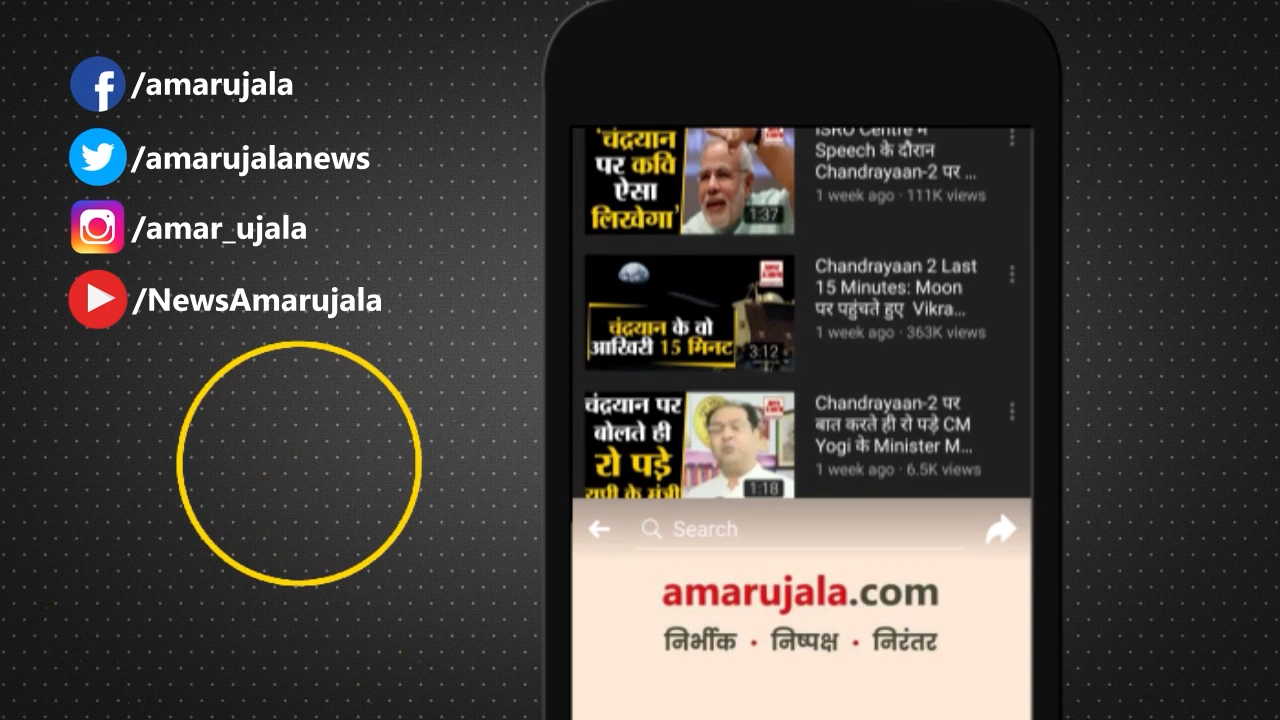 /amarujala
/amarujalanews
/amar_ujala
/NewsAmarujala
'चंद्रयान
पर कवि
ऐसा
लिखेगा'
1:37
ISRO Centre में
Speech के दौरान
Chandrayaan-2 पर ...
1 week ago · 111K views
चंद्रयान के वो
आखिरी 15 मिनट
3:12
Chandrayaan 2 Last
15 Minutes: Moon
पर पहुंचते हुए Vikra...
1 week ago · 363K views
चंद्रयान पर
बोलते ही
रो पड़े
यूपी के मंत्री
1:18
Chandrayaan-2 पर
बात करते ही रो पड़े CM
Yogi के Minister M...
1 week ago · 6.5K views
Search
amarujala.com
निर्भीक • निष्पक्ष • निरंतर